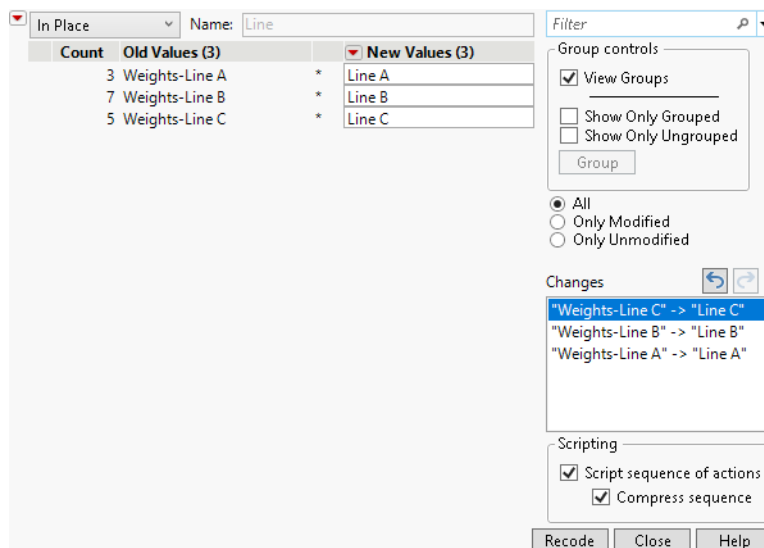 In Place Name: Line
Count Old Values (3) New Values (3)
3 Weights-Line A * Line A
7 Weights-Line B * Line B
5 Weights-Line C * Line C
Filter
Group controls
View Groups
Show Only Grouped
Show Only Ungrouped
Group
All
Only Modified
Only Unmodified
Changes
"Weights-Line C" -> "Line C"
"Weights-Line B" -> "Line B"
"Weights-Line A" -> "Line A"
Scripting
Script sequence of actions
Compress sequence
Recode Close Help